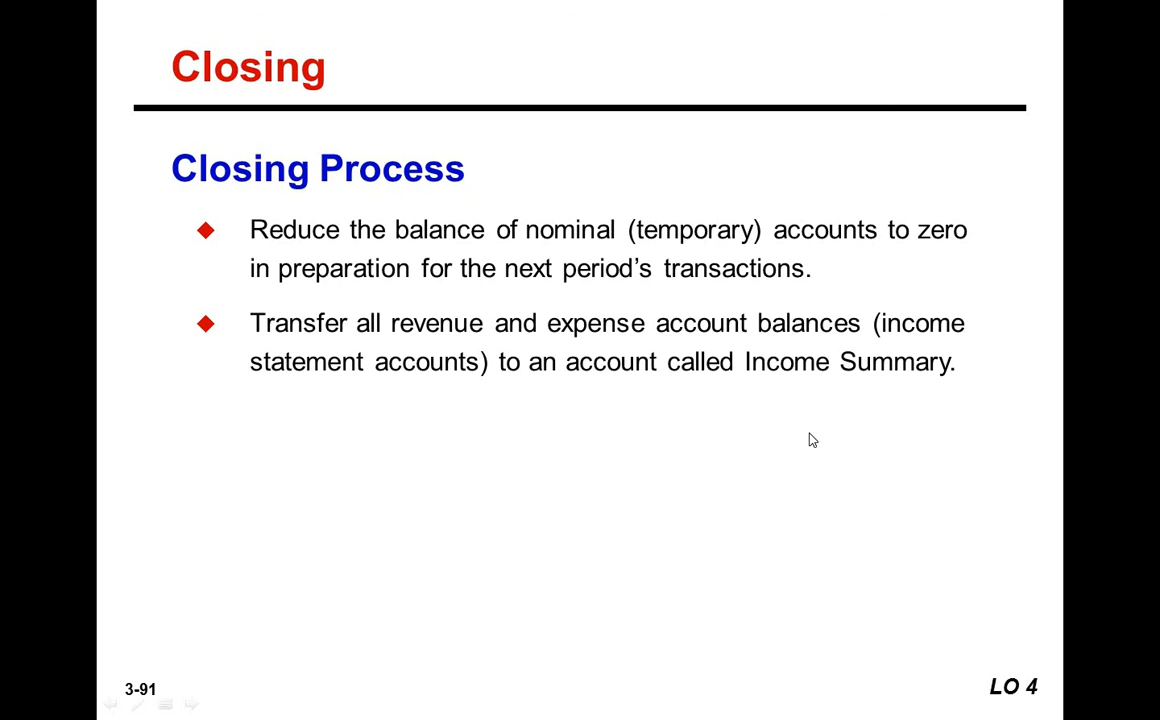 Closing
Closing Process
Reduce the balance of nominal (temporary) accounts to zero
in preparation for the next period’s transactions.
Transfer all revenue and expense account balances (income
statement accounts) to an account called Income Summary.
3-91
LO 4